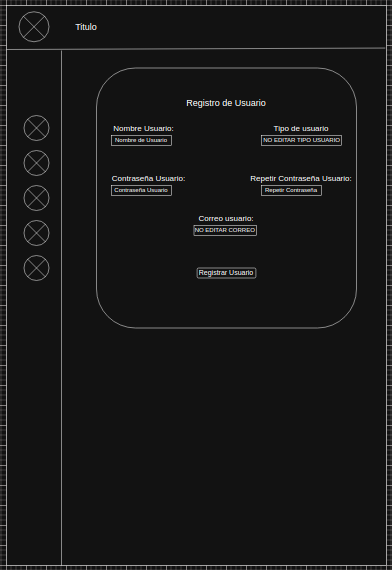 Titulo
Registro de Usuario
Nombre Usuario:
Tipo de usuario
Nombre de Usuario
NO EDITAR TIPO USUARIO
Contraseña Usuario:
Repetir Contraseña Usuario:
Contraseña Usuario
Repetir Contraseña
Correo usuario:
NO EDITAR CORREO
Registrar Usuario